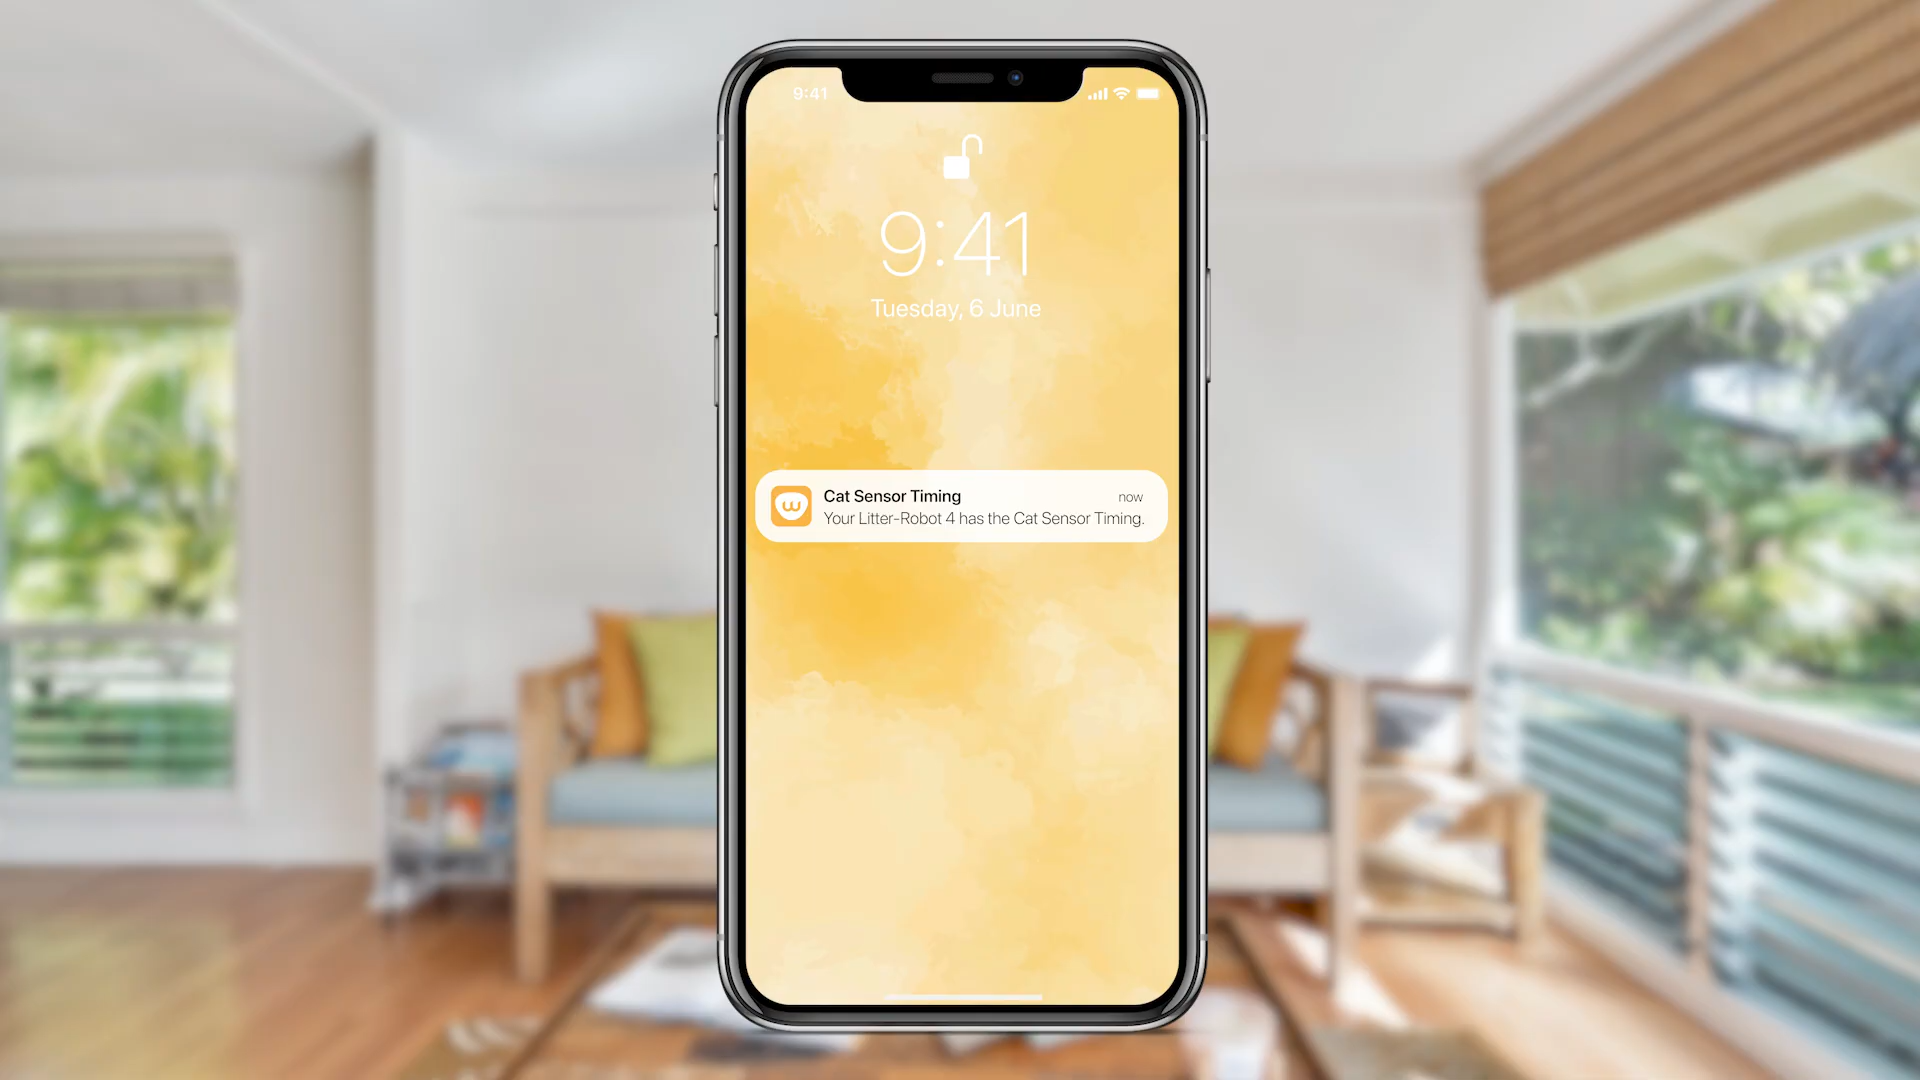 9:41
9:41
Tuesday, 6 June
Cat Sensor Timing
now
Your Litter-Robot 4 has the Cat Sensor Timing.